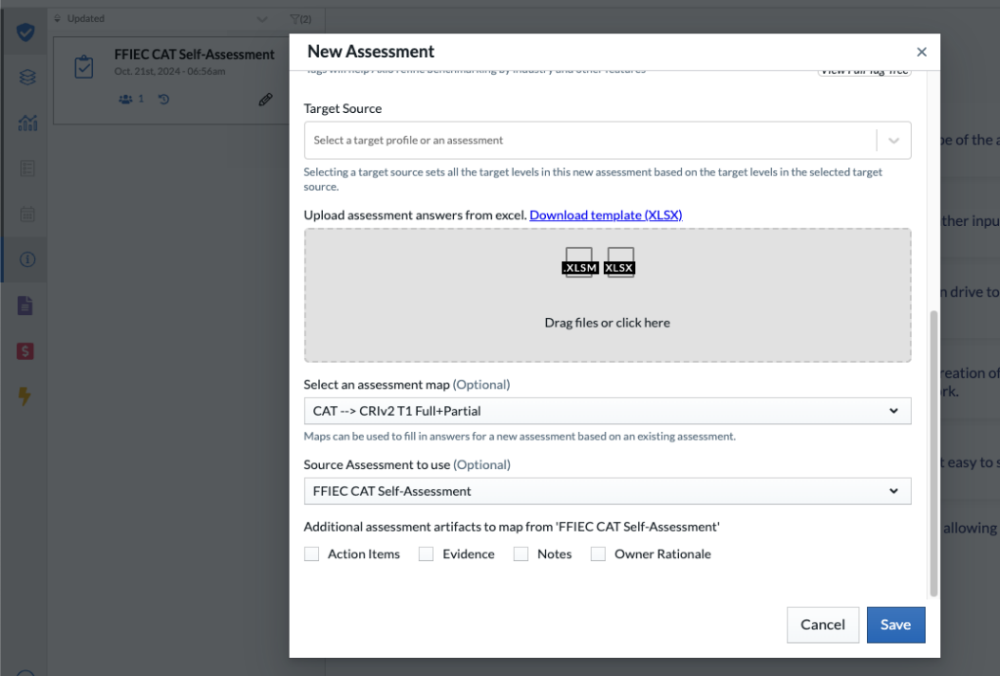 Updated
(2)
FFIEC CAT Self-Assessment
Oct. 21st, 2024 - 06:56am
1
New Assessment
Tags will help Axio refine benchmarking by industry and other features
View Full Tag Tree
Target Source
Select a target profile or an assessment
Selecting a target source sets all the target levels in this new assessment based on the target levels in the selected target
source.
Upload assessment answers from excel. Download template (XLSX)
.XLSM XLSX
Drag files or click here
Select an assessment map (Optional)
CAT --> CRIv2 T1 Full+Partial
Maps can be used to fill in answers for a new assessment based on an existing assessment.
Source Assessment to use (Optional)
FFIEC CAT Self-Assessment
Additional assessment artifacts to map from 'FFIEC CAT Self-Assessment'
Action Items Evidence Notes Owner Rationale
Cancel Save
pe of the a
ther inpu
n drive to
reation of
rk.
t easy to s
allowing